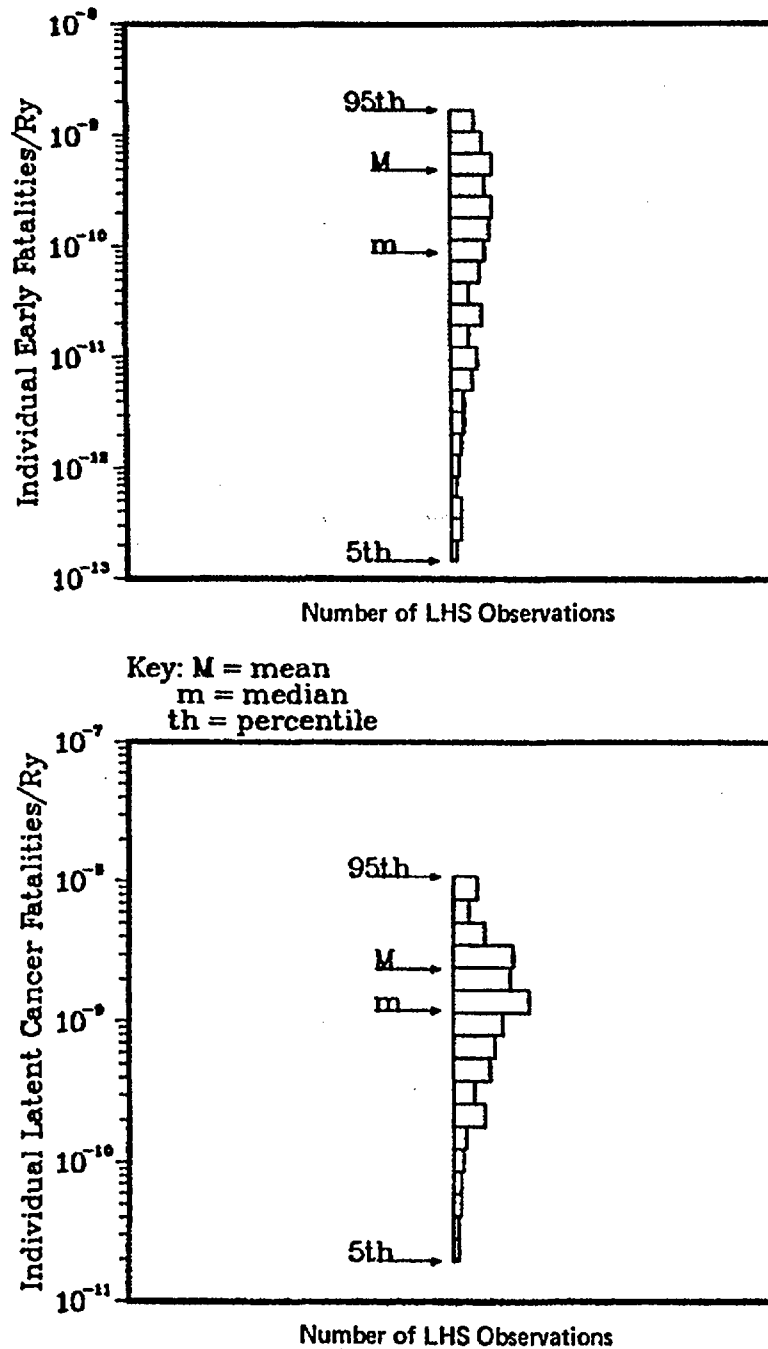 10⁻⁸
95th
10⁻⁹
M
10⁻¹⁰
m
10⁻¹¹
10⁻¹²
5th
10⁻¹³
Individual Early Fatalities/Ry
Number of LHS Observations
Key: M = mean
m = median
th = percentile
10⁻⁷
95th
10⁻⁸
M
m
10⁻⁹
10⁻¹⁰
5th
10⁻¹¹
Individual Latent Cancer Fatalities/Ry
Number of LHS Observations